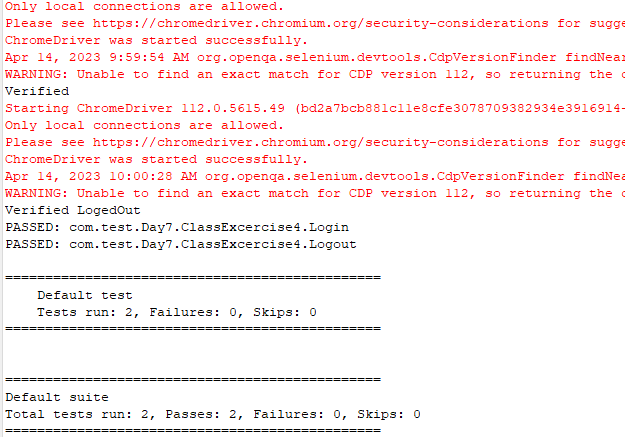 Only local connections are allowed.
Please see https://chromedriver.chromium.org/security-considerations for sugge
ChromeDriver was started successfully.
Apr 14, 2023 9:59:54 AM org.openqa.selenium.devtools.CdpVersionFinder findNear
WARNING: Unable to find an exact match for CDP version 112, so returning the c
Verified
Starting ChromeDriver 112.0.5615.49 (bd2a7bcb881c11e8cfe3078709382934e3916914-
Only local connections are allowed.
Please see https://chromedriver.chromium.org/security-considerations for sugge
ChromeDriver was started successfully.
Apr 14, 2023 10:00:28 AM org.openqa.selenium.devtools.CdpVersionFinder findNea
WARNING: Unable to find an exact match for CDP version 112, so returning the c
Verified LogedOut
PASSED: com.test.Day7.ClassExcercise4.Login
PASSED: com.test.Day7.ClassExcercise4.Logout
===============================================
Default test
Tests run: 2, Failures: 0, Skips: 0
===============================================
===============================================
Default suite
Total tests run: 2, Passes: 2, Failures: 0, Skips: 0
===============================================